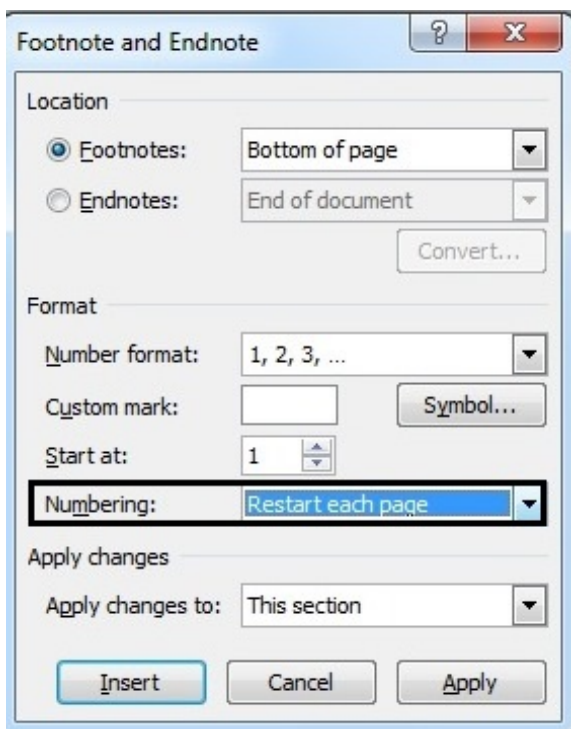 Footnote and Endnote ? X
Location
Footnotes: Bottom of page
Endnotes: End of document
Convert...
Format
Number format: 1, 2, 3, ...
Custom mark: Symbol...
Start at: 1
Numbering: Restart each page
Apply changes
Apply changes to: This section
Insert Cancel Apply